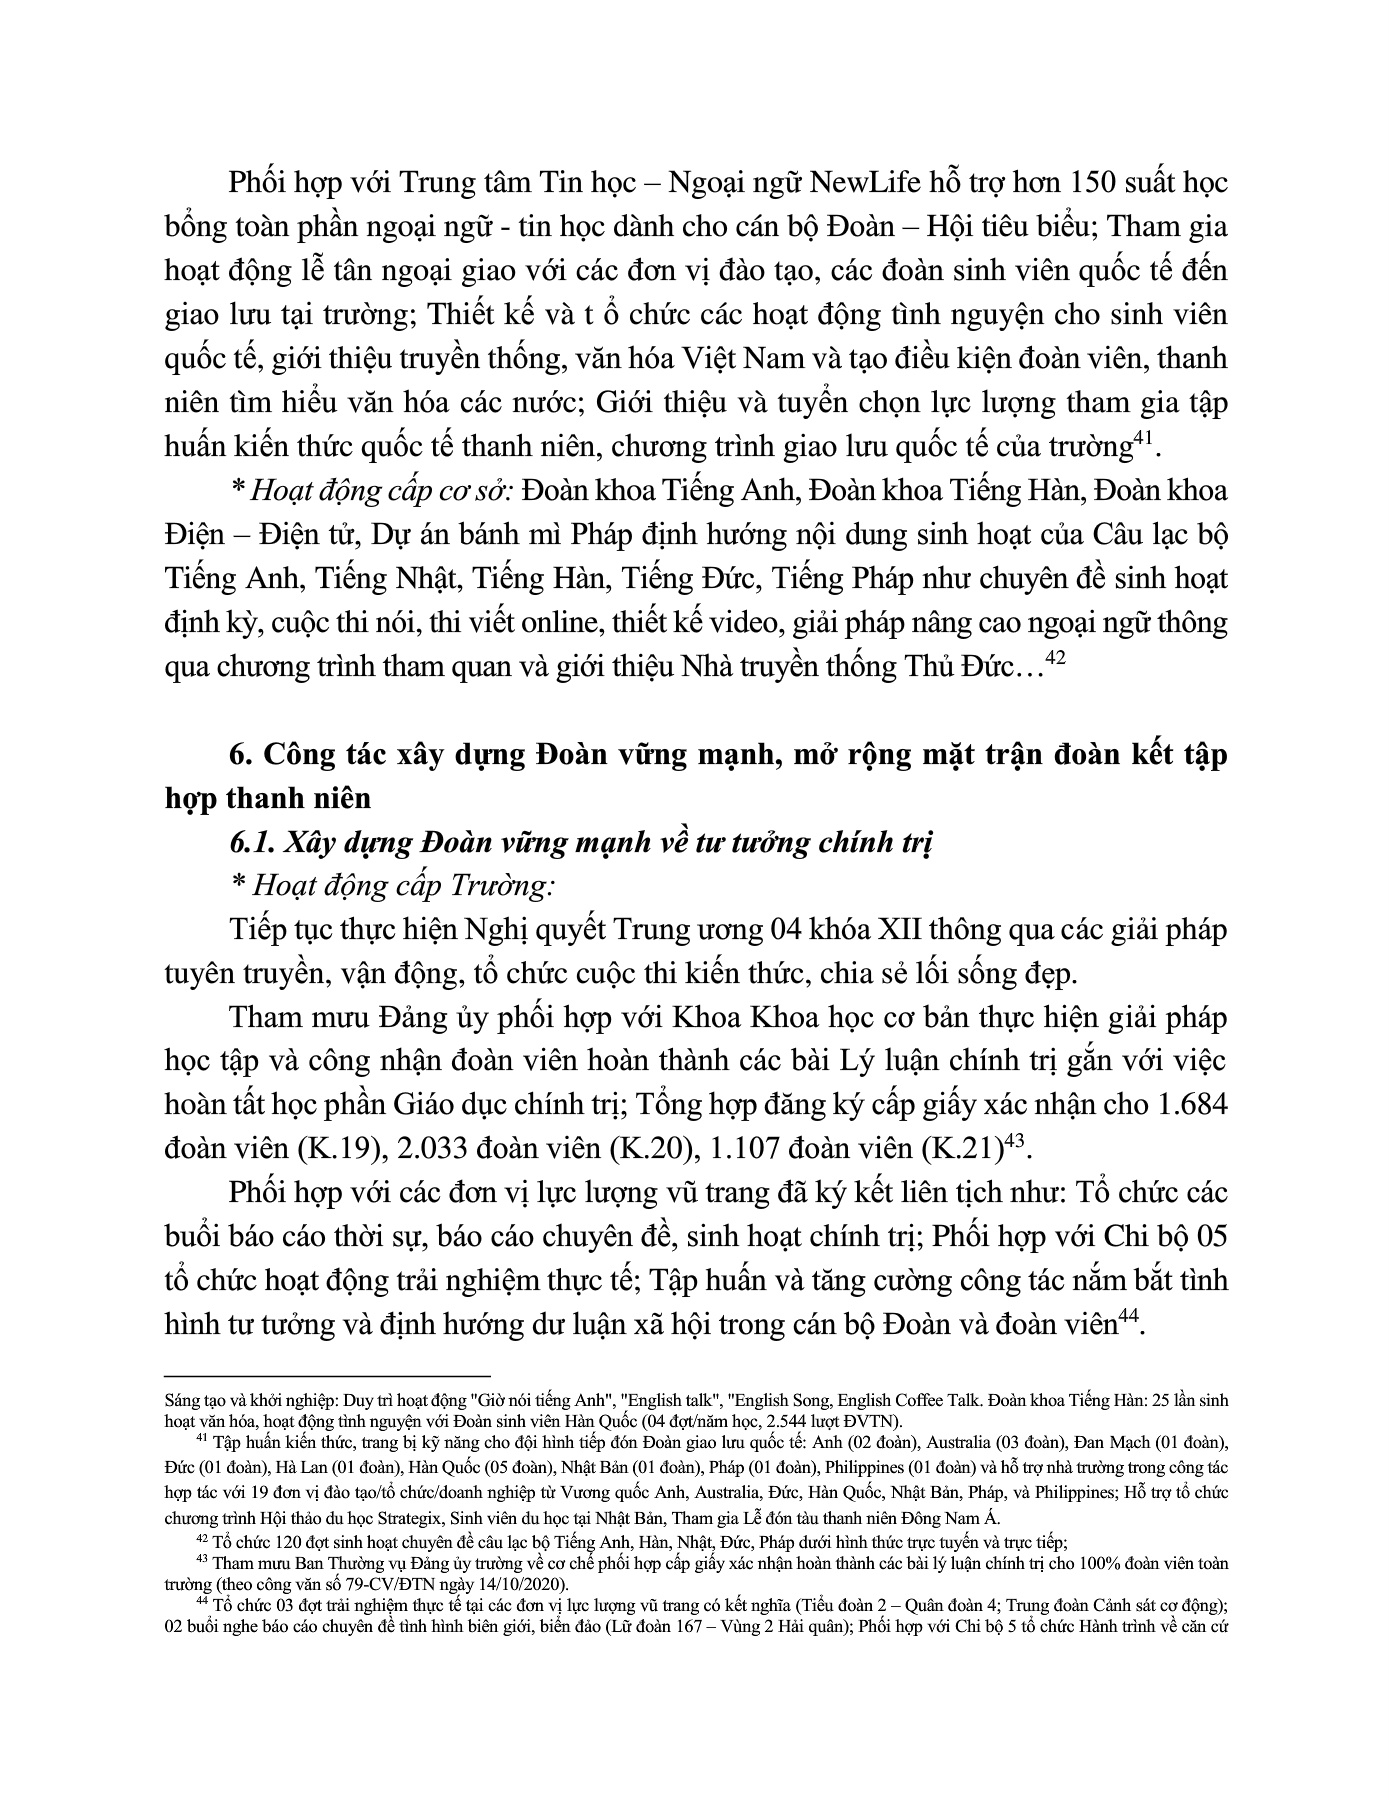 Phối hợp với Trung tâm Tin học – Ngoại ngữ NewLife hỗ trợ hơn 150 suất học
bổng toàn phần ngoại ngữ - tin học dành cho cán bộ Đoàn – Hội tiêu biểu; Tham gia
hoạt động lễ tân ngoại giao với các đơn vị đào tạo, các đoàn sinh viên quốc tế đến
giao lưu tại trường; Thiết kế và t ổ chức các hoạt động tình nguyện cho sinh viên
quốc tế, giới thiệu truyền thống, văn hóa Việt Nam và tạo điều kiện đoàn viên, thanh
niên tìm hiểu văn hóa các nước; Giới thiệu và tuyển chọn lực lượng tham gia tập
huấn kiến thức quốc tế thanh niên, chương trình giao lưu quốc tế của trường⁴¹.
* Hoạt động cấp cơ sở: Đoàn khoa Tiếng Anh, Đoàn khoa Tiếng Hàn, Đoàn khoa
Điện – Điện tử, Dự án bánh mì Pháp định hướng nội dung sinh hoạt của Câu lạc bộ
Tiếng Anh, Tiếng Nhật, Tiếng Hàn, Tiếng Đức, Tiếng Pháp như chuyên đề sinh hoạt
định kỳ, cuộc thi nói, thi viết online, thiết kế video, giải pháp nâng cao ngoại ngữ thông
qua chương trình tham quan và giới thiệu Nhà truyền thống Thủ Đức…⁴²
6. Công tác xây dựng Đoàn vững mạnh, mở rộng mặt trận đoàn kết tập
hợp thanh niên
6.1. Xây dựng Đoàn vững mạnh về tư tưởng chính trị
* Hoạt động cấp Trường:
Tiếp tục thực hiện Nghị quyết Trung ương 04 khóa XII thông qua các giải pháp
tuyên truyền, vận động, tổ chức cuộc thi kiến thức, chia sẻ lối sống đẹp.
Tham mưu Đảng ủy phối hợp với Khoa Khoa học cơ bản thực hiện giải pháp
học tập và công nhận đoàn viên hoàn thành các bài Lý luận chính trị gắn với việc
hoàn tất học phần Giáo dục chính trị; Tổng hợp đăng ký cấp giấy xác nhận cho 1.684
đoàn viên (K.19), 2.033 đoàn viên (K.20), 1.107 đoàn viên (K.21)⁴³.
Phối hợp với các đơn vị lực lượng vũ trang đã ký kết liên tịch như: Tổ chức các
buổi báo cáo thời sự, báo cáo chuyên đề, sinh hoạt chính trị; Phối hợp với Chi bộ 05
tổ chức hoạt động trải nghiệm thực tế; Tập huấn và tăng cường công tác nắm bắt tình
hình tư tưởng và định hướng dư luận xã hội trong cán bộ Đoàn và đoàn viên⁴⁴.
Sáng tạo và khởi nghiệp: Duy trì hoạt động "Giờ nói tiếng Anh", "English talk", "English Song, English Coffee Talk. Đoàn khoa Tiếng Hàn: 25 lần sinh
hoạt văn hóa, hoạt động tình nguyện với Đoàn sinh viên Hàn Quốc (04 đợt/năm học, 2.544 lượt ĐVTN).
⁴¹ Tập huấn kiến thức, trang bị kỹ năng cho đội hình tiếp đón Đoàn giao lưu quốc tế: Anh (02 đoàn), Australia (03 đoàn), Đan Mạch (01 đoàn),
Đức (01 đoàn), Hà Lan (01 đoàn), Hàn Quốc (05 đoàn), Nhật Bản (01 đoàn), Pháp (01 đoàn), Philippines (01 đoàn) và hỗ trợ nhà trường trong công tác
hợp tác với 19 đơn vị đào tạo/tổ chức/doanh nghiệp từ Vương quốc Anh, Australia, Đức, Hàn Quốc, Nhật Bản, Pháp, và Philippines; Hỗ trợ tổ chức
chương trình Hội thảo du học Strategix, Sinh viên du học tại Nhật Bản, Tham gia Lễ đón tàu thanh niên Đông Nam Á.
⁴² Tổ chức 120 đợt sinh hoạt chuyên đề câu lạc bộ Tiếng Anh, Hàn, Nhật, Đức, Pháp dưới hình thức trực tuyến và trực tiếp;
⁴³ Tham mưu Ban Thường vụ Đảng ủy trường về cơ chế phối hợp cấp giấy xác nhận hoàn thành các bài lý luận chính trị cho 100% đoàn viên toàn
trường (theo công văn số 79-CV/ĐTN ngày 14/10/2020).
⁴⁴ Tổ chức 03 đợt trải nghiệm thực tế tại các đơn vị lực lượng vũ trang có kết nghĩa (Tiểu đoàn 2 – Quân đoàn 4; Trung đoàn Cảnh sát cơ động);
02 buổi nghe báo cáo chuyên đề tình hình biên giới, biển đảo (Lữ đoàn 167 – Vùng 2 Hải quân); Phối hợp với Chi bộ 5 tổ chức Hành trình về căn cứ